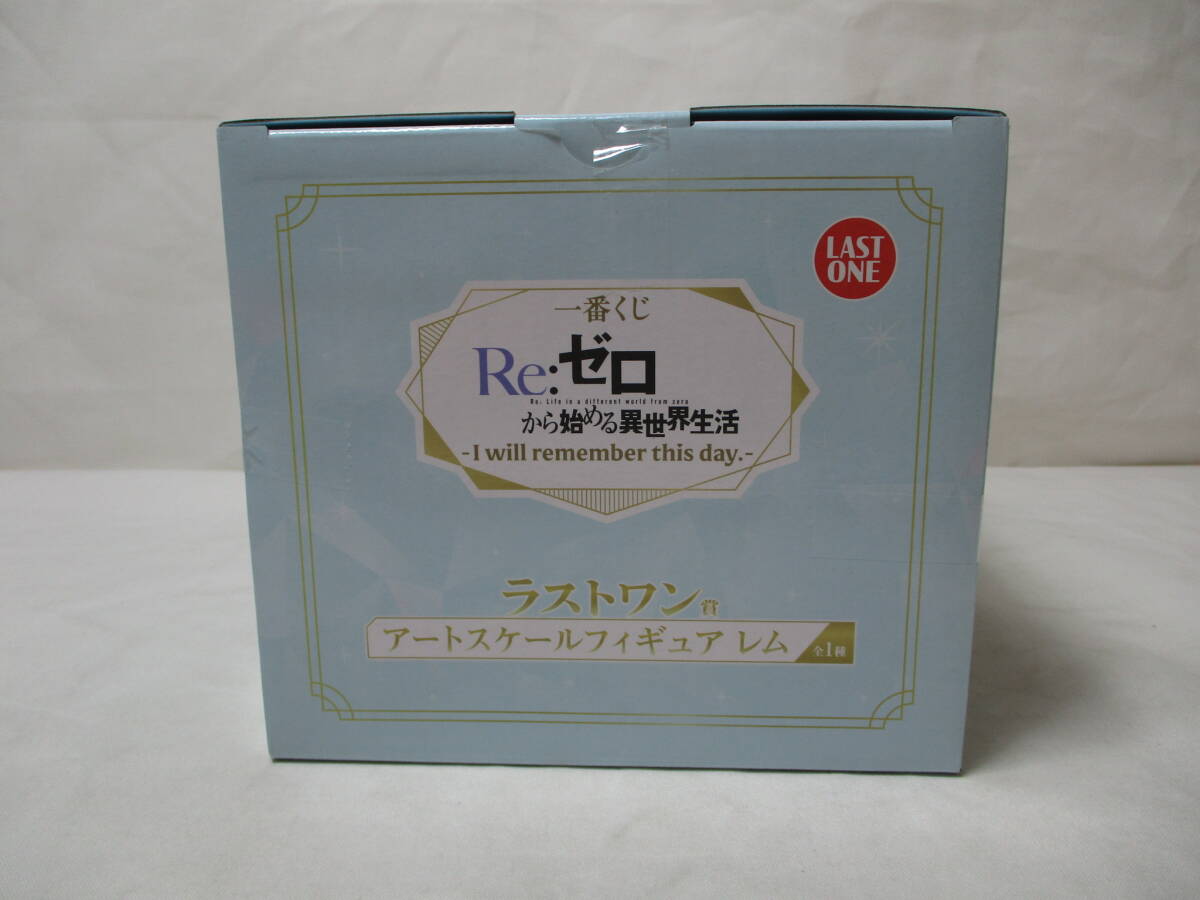 LAST
ONE
一番くじ
Re:ゼロ
Re: Life in a different world from zero
から始める異世界生活
-I will remember this day.-
ラストワン賞
アートスケールフィギュア レム 全1種